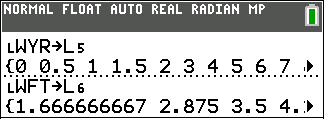 NORMAL FLOAT AUTO REAL RADIAN MP
ʟWYR→L₅
{0 0.5 1 1.5 2 3 4 5 6 7 ▸
ʟWFT→L₆
{1.666666667 2.875 3.5 4.▸